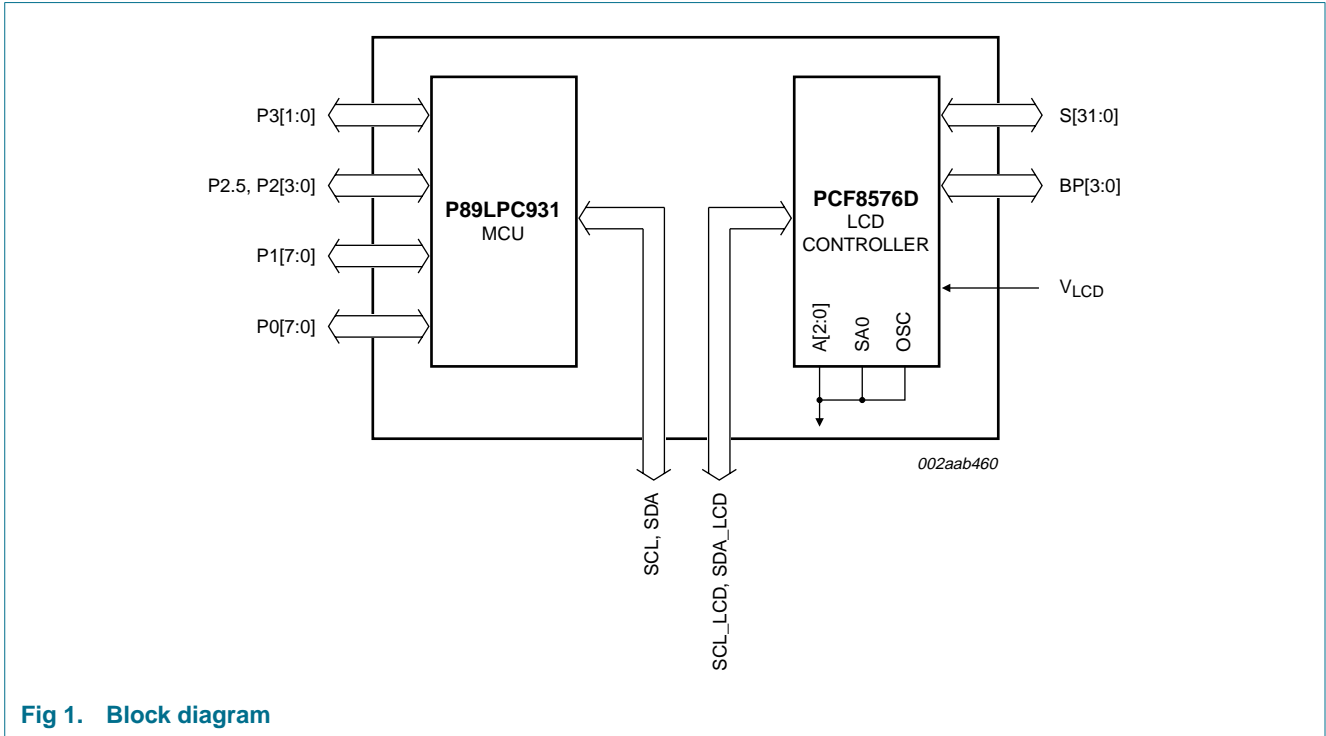 P3[1:0]
P2.5, P2[3:0]
P1[7:0]
P0[7:0]
P89LPC931
MCU
PCF8576D
LCD
CONTROLLER
A[2:0]
SA0
OSC
S[31:0]
BP[3:0]
VLCD
002aab460
SCL, SDA
SCL_LCD, SDA_LCD
Fig 1. Block diagram